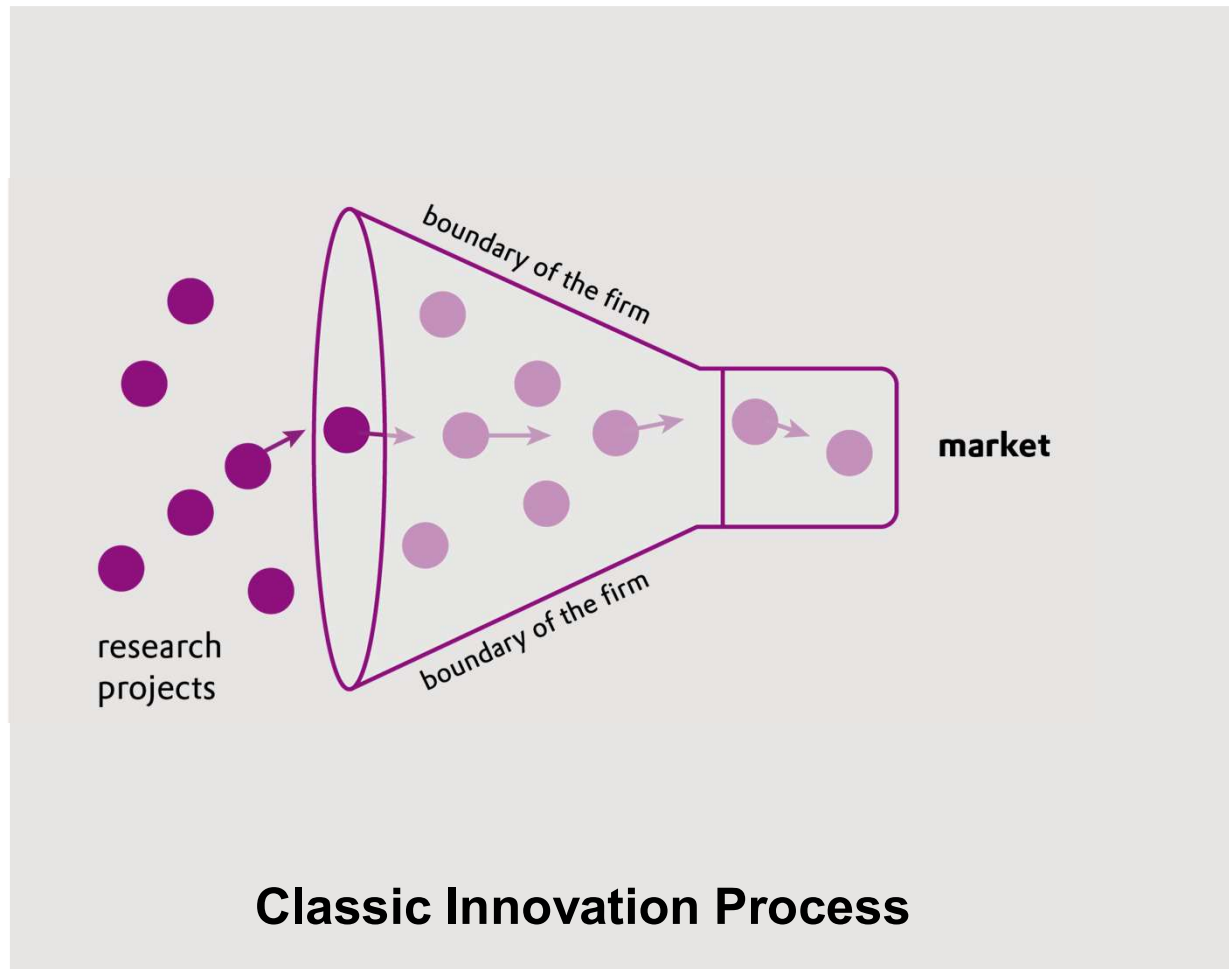 boundary of the firm
market
boundary of the firm
research
projects
Classic Innovation Process